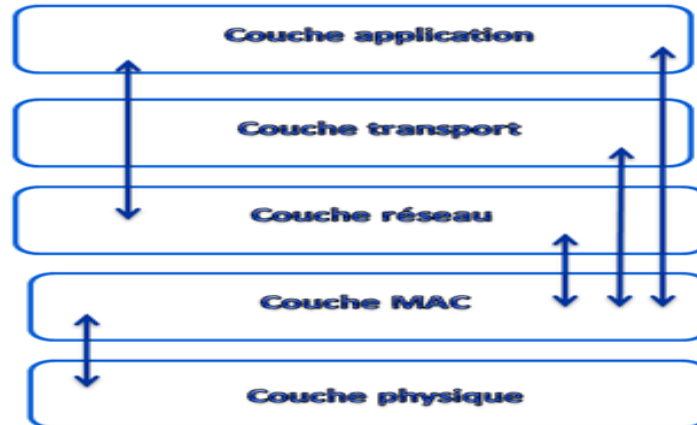 Couche application
Couche transport
Couche réseau
Couche MAC
Couche physique